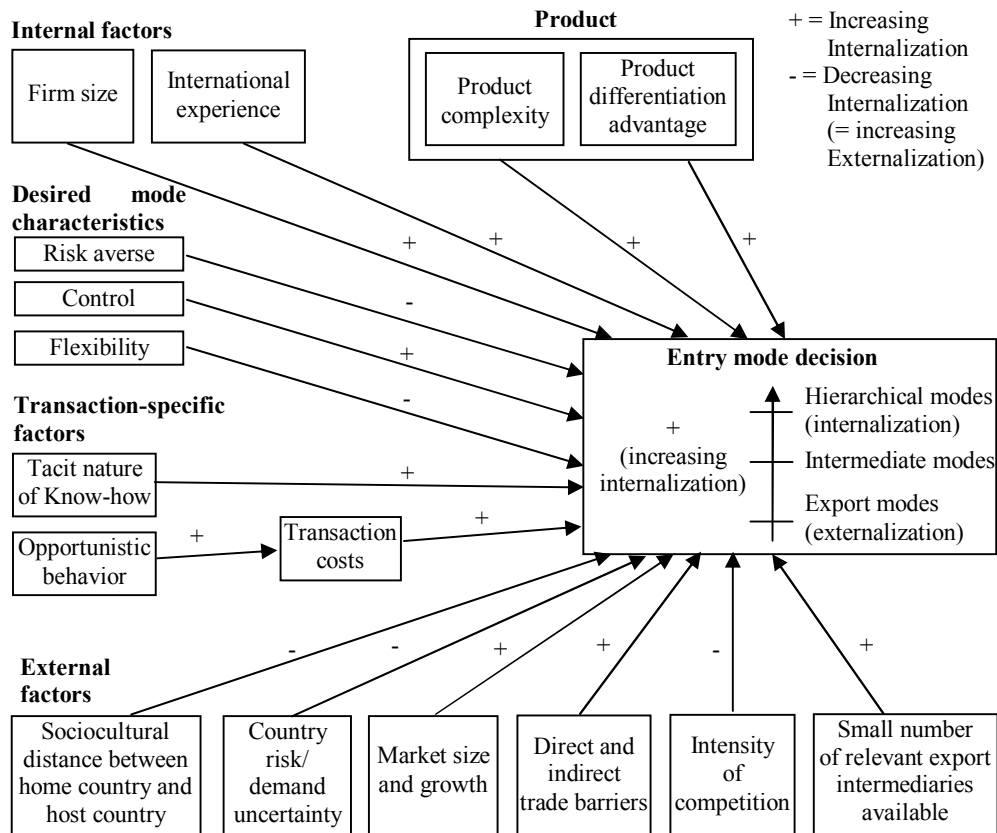 Internal factors
Firm size
International
experience
Product
Product
complexity
Product
differentiation
advantage
+ = Increasing
Internalization
- = Decreasing
Internalization
(= increasing
Externalization)
Desired mode
characteristics
Risk averse
Control
Flexibility
+
+
+
+
-
+
-
Transaction-specific
factors
Tacit nature
of Know-how
+
Opportunistic
behavior
+
Transaction
costs
+
Entry mode decision
+
(increasing
internalization)
Hierarchical modes
(internalization)
Intermediate modes
Export modes
(externalization)
External
factors
-
-
+
+
-
+
Sociocultural
distance between
home country and
host country
Country
risk/
demand
uncertainty
Market size
and growth
Direct and
indirect
trade barriers
Intensity
of
competition
Small number
of relevant export
intermediaries
available